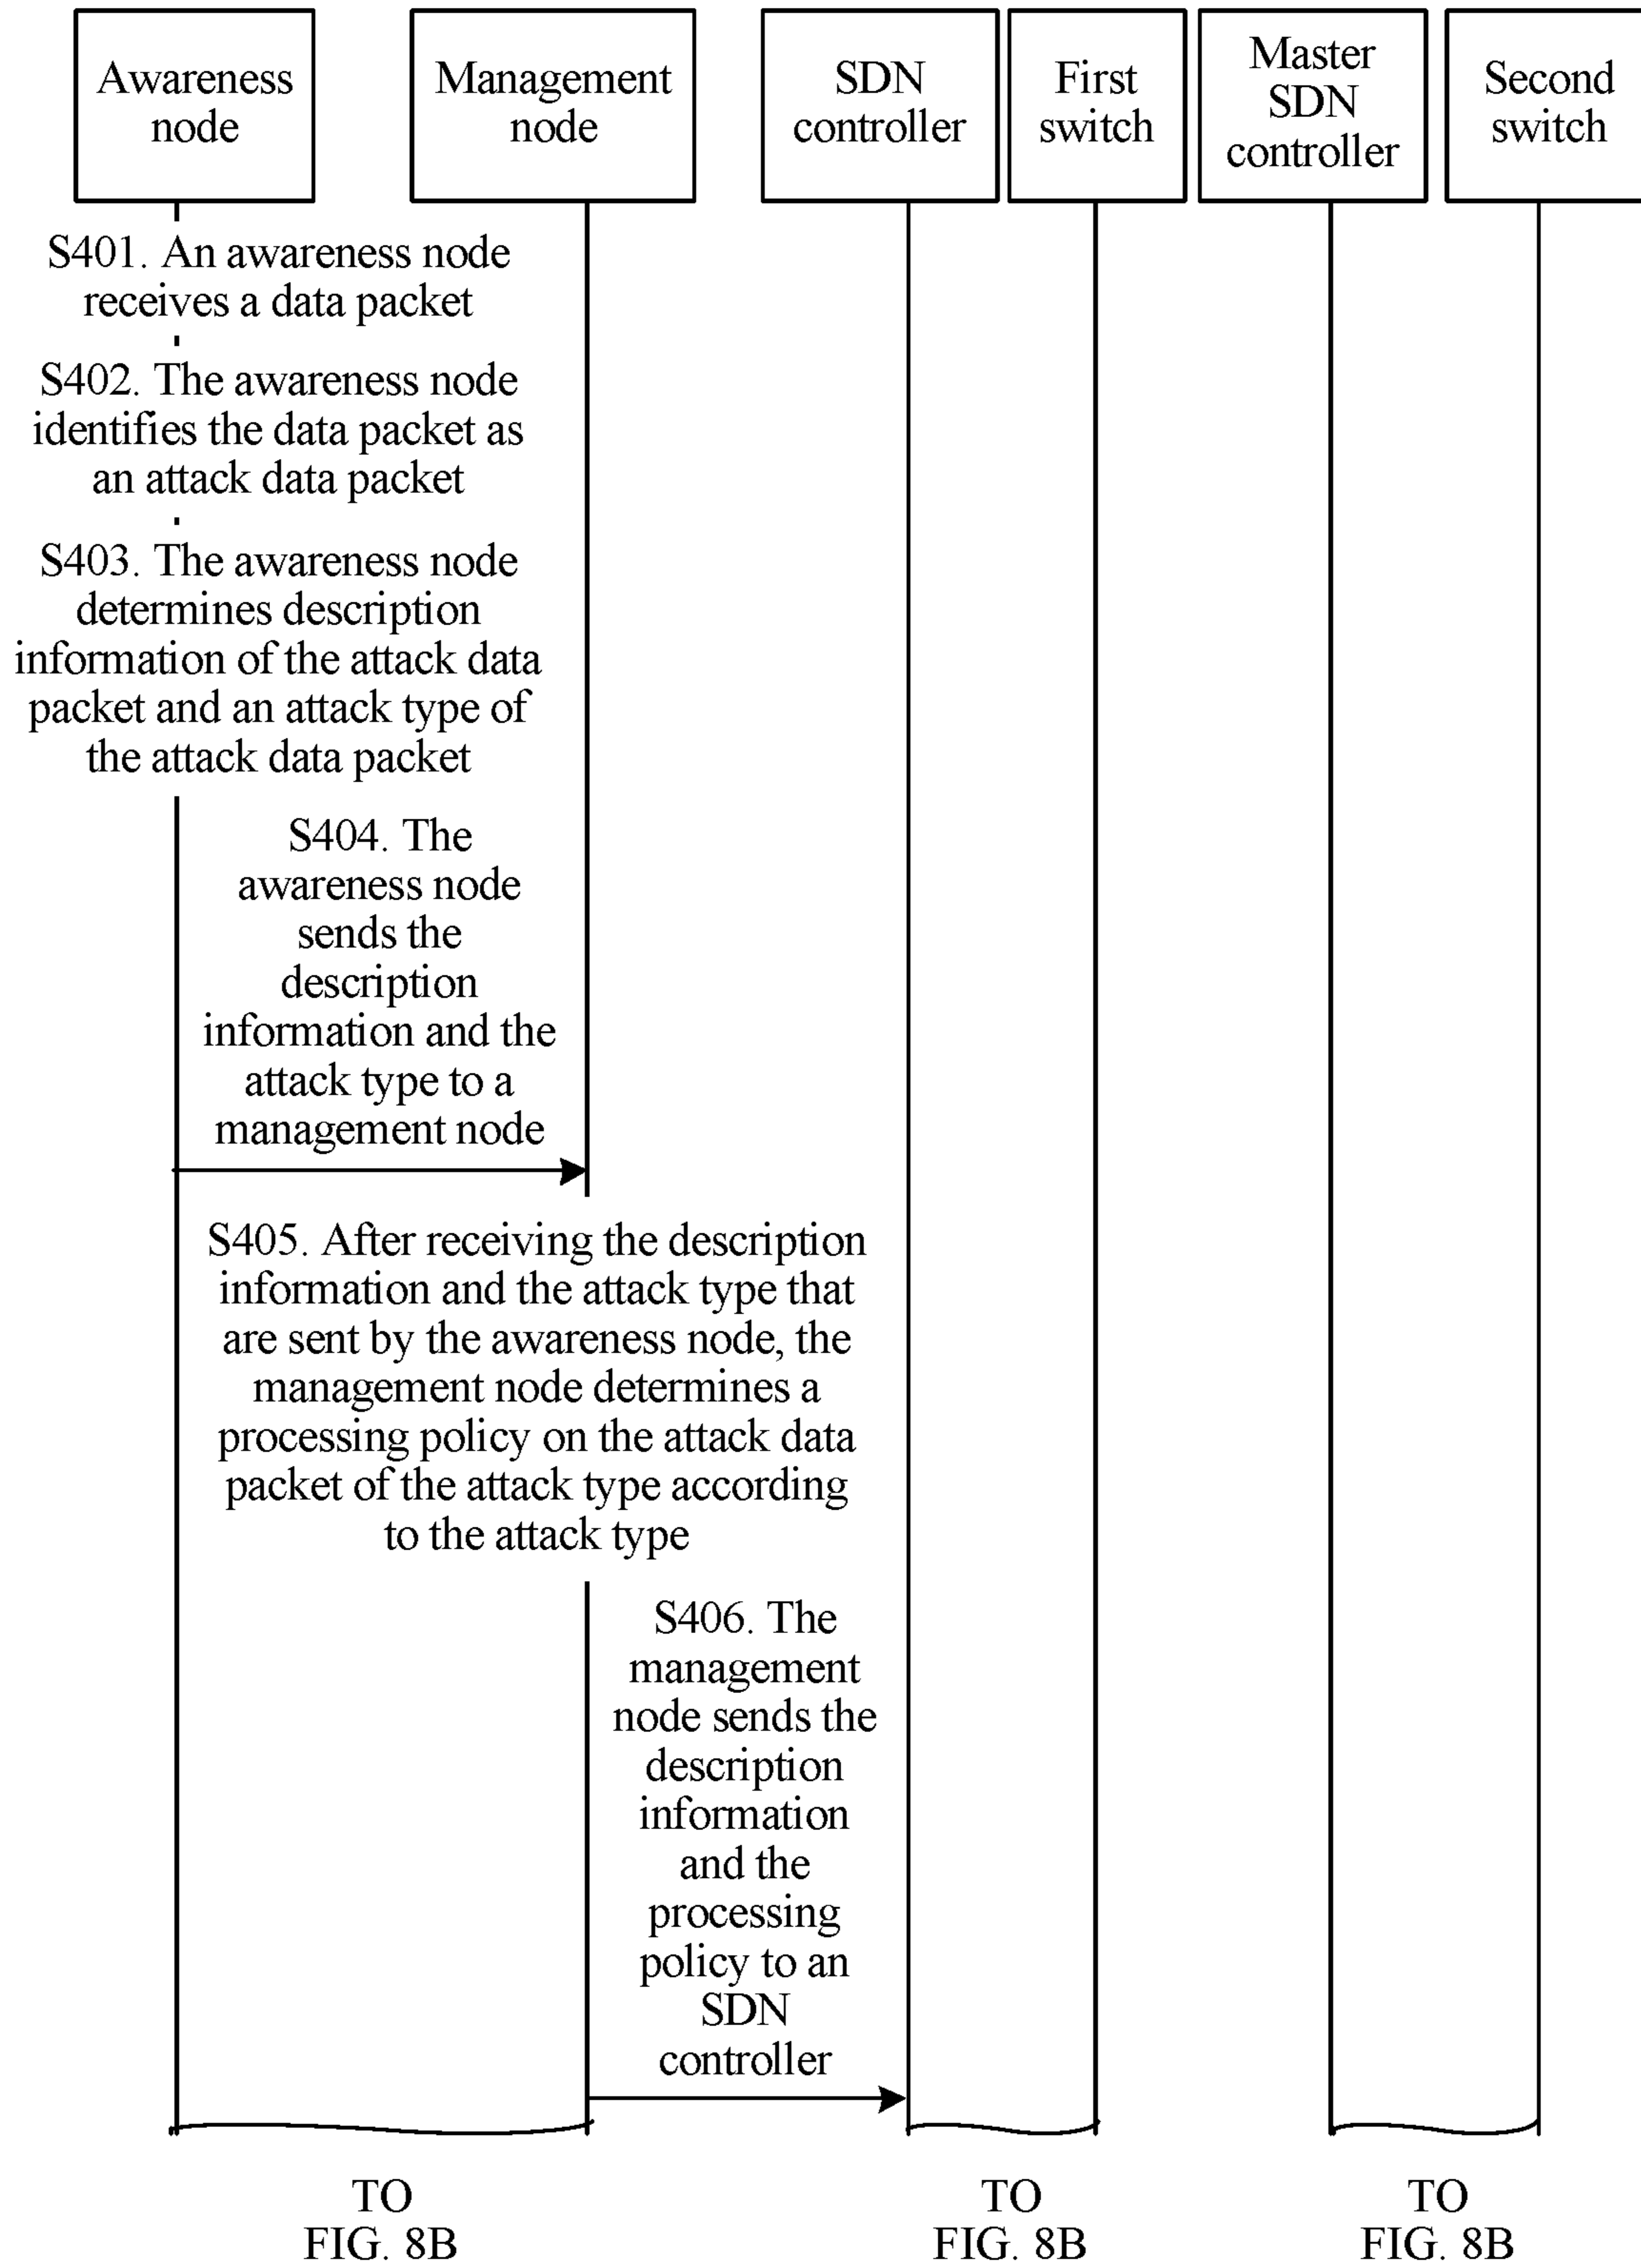 Awareness
node
Management
node
SDN
controller
First
switch
Master
SDN
controller
Second
switch
S401. An awareness node
receives a data packet
S402. The awareness node
identifies the data packet as
an attack data packet
S403. The awareness node
determines description
information of the attack data
packet and an attack type of
the attack data packet
S404. The
awareness node
sends the
description
information and the
attack type to a
management node
S405. After receiving the description
information and the attack type that
are sent by the awareness node, the
management node determines a
processing policy on the attack data
packet of the attack type according
to the attack type
S406. The
management
node sends the
description
information
and the
processing
policy to an
SDN
controller
TO
FIG. 8B
TO
FIG. 8B
TO
FIG. 8B